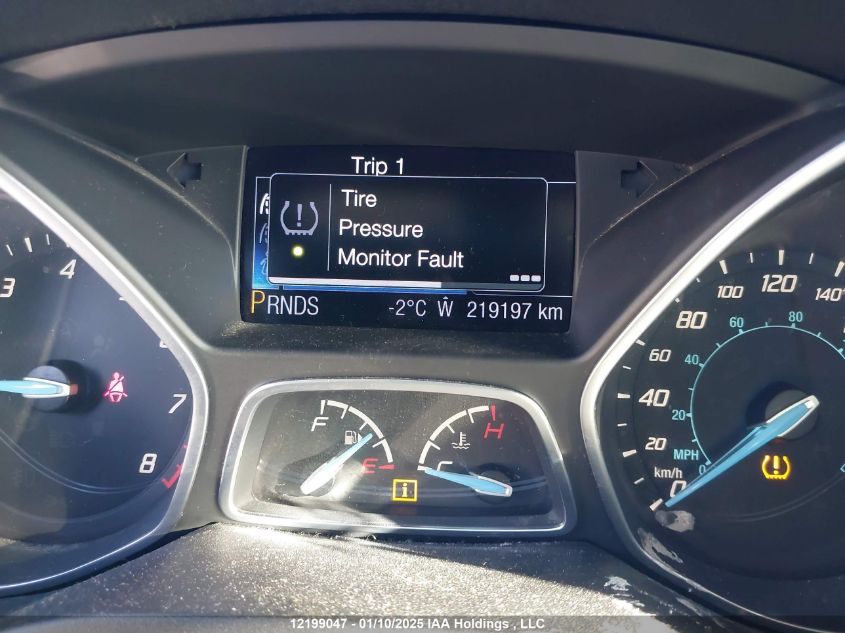 Trip 1
Tire
Pressure
Monitor Fault
PRNDS -2°C Ŵ 219197 km
3
4
7
8
F
E
C
H
i
0
20
40
60
80
100
120
140
0
20
40
60
80
MPH
km/h
12199047 - 01/10/2025 IAA Holdings , LLC